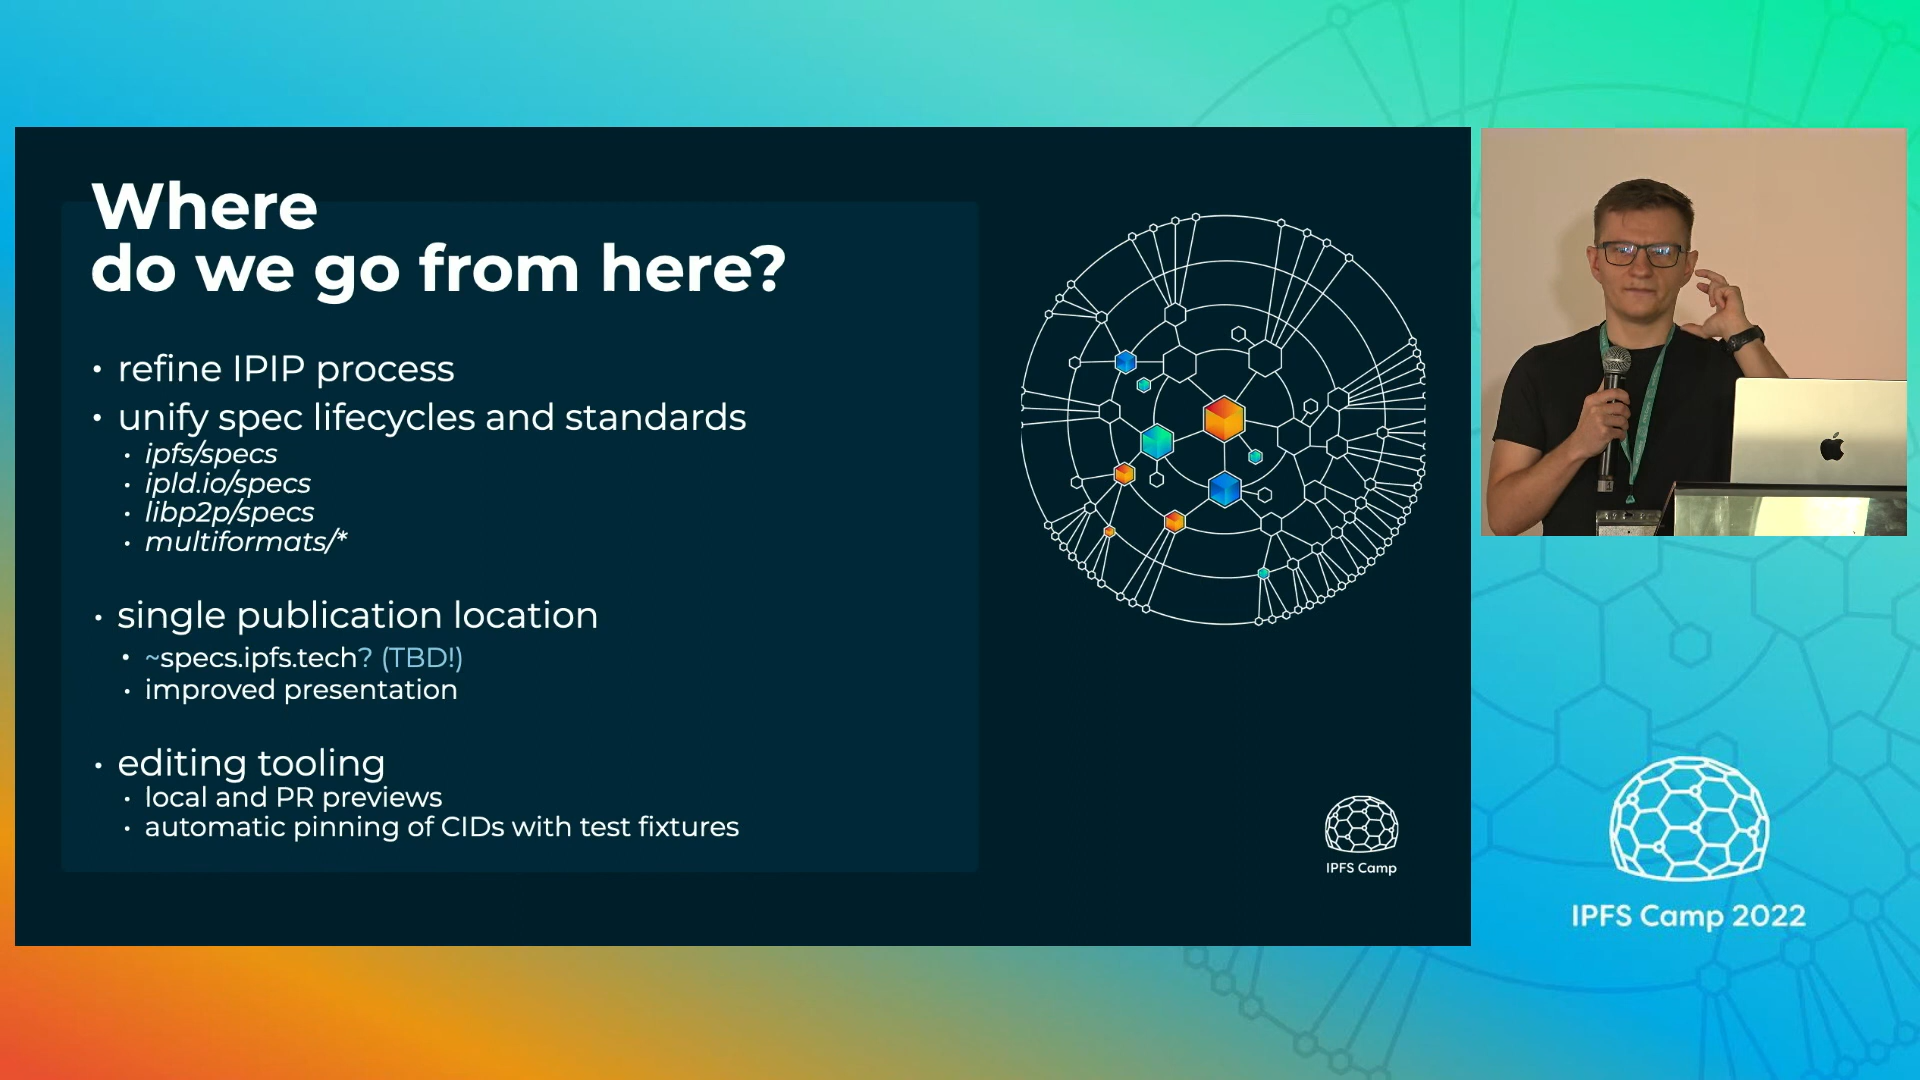 Where
do we go from here?
• refine IPIP process
• unify spec lifecycles and standards
• ipfs/specs
• ipld.io/specs
• libp2p/specs
• multiformats/*
• single publication location
• ~specs.ipfs.tech? (TBD!)
• improved presentation
• editing tooling
• local and PR previews
• automatic pinning of CIDs with test fixtures
IPFS Camp
IPFS Camp 2022